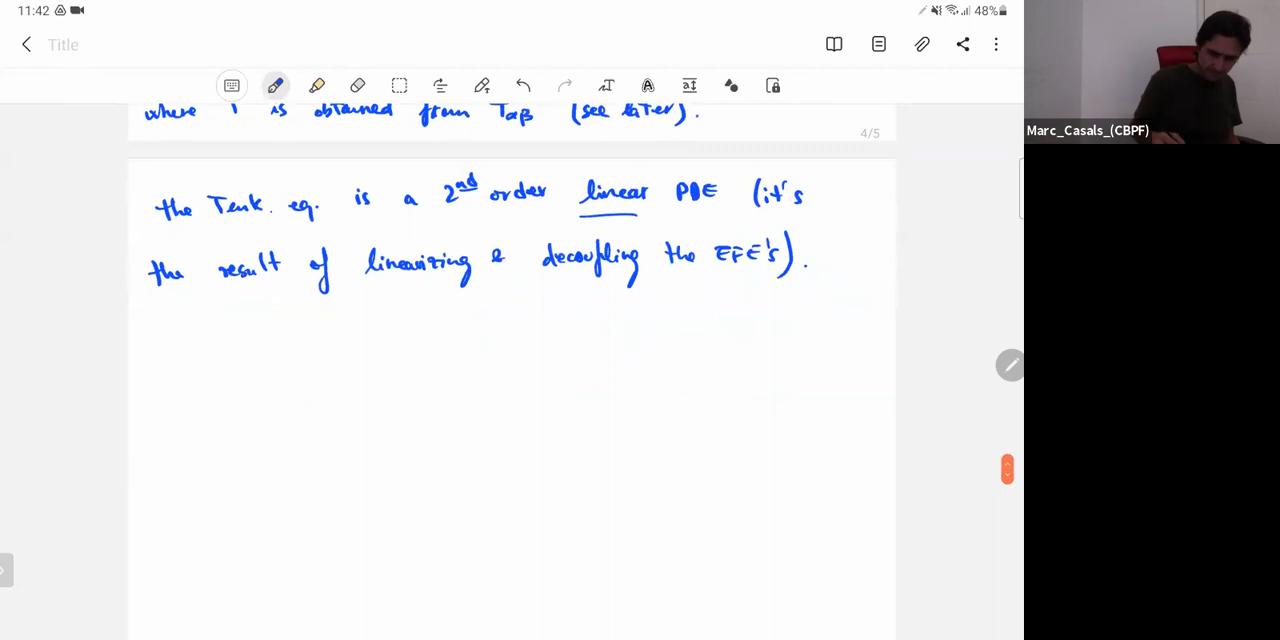 11:42
48%
Title
where T is obtained from Tαβ (see later).
4/5
the Teuk. eq. is a 2nd order linear PDE (it's
the result of linearizing & decoupling the EFE's).
Marc_Casals_(CBPF)